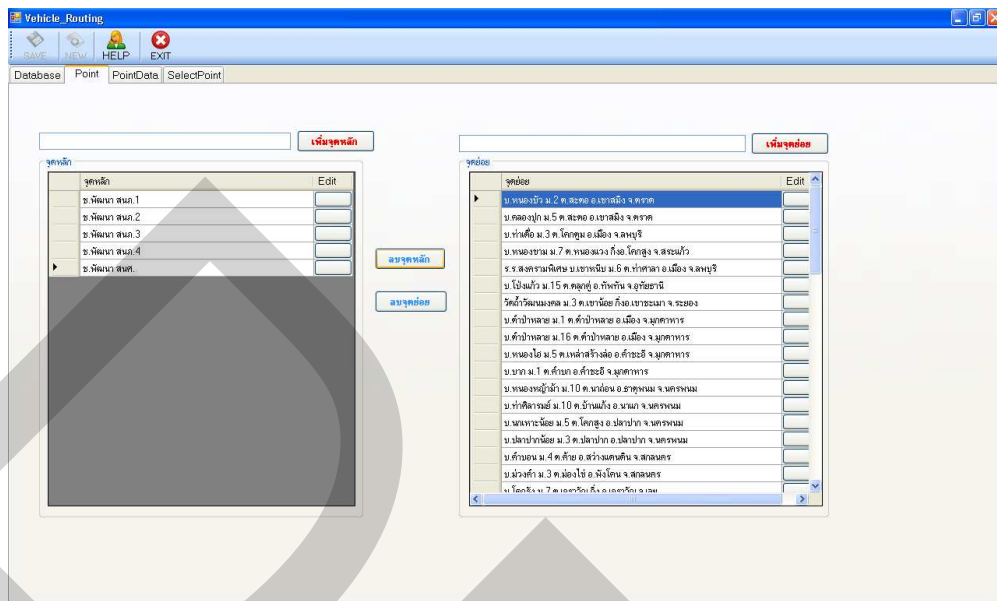 Vehicle_Routing
SAVE NEW HELP EXIT
Database Point PointData SelectPoint
เพิ่มจุดหลัก
เพิ่มจุดย่อย
จุดหลัก
จุดหลัก Edit
ช.พัฒนา สนภ.1
ช.พัฒนา สนภ.2
ช.พัฒนา สนภ.3
ช.พัฒนา สนภ.4
ช.พัฒนา สนศ.
ลบจุดหลัก
ลบจุดย่อย
จุดย่อย
จุดย่อย Edit
บ.หนองบัว ม.2 ต.สะตอ อ.เขาสมิง จ.ตราด
บ.คลองปุก ม.5 ต.สะตอ อ.เขาสมิง จ.ตราด
บ.ท่าเดื่อ ม.3 ต.โคกตูม อ.เมือง จ.ลพบุรี
บ.หนองขาม ม.7 ต.หนองแวง กิ่งอ.โคกสูง จ.สระแก้ว
ร.ร.สงครามพิเศษ บ.เขาหนีบ ม.6 ต.ท่าศาลา อ.เมือง จ.ลพบุรี
บ.โป่งแก้ว ม.15 ต.ตลุกดู่ อ.ทัพทัน จ.อุทัยธานี
วัดถ้ำวัฒนมงคล ม.3 ต.เขาน้อย กิ่งอ.เขาชะเมา จ.ระยอง
บ.คำป่าหลาย ม.1 ต.คำป่าหลาย อ.เมือง จ.มุกดาหาร
บ.คำป่าหลาย ม.16 ต.คำป่าหลาย อ.เมือง จ.มุกดาหาร
บ.หนองไฮ ม.5 ต.เหล่าสร้างถ่อ อ.คำชะอี จ.มุกดาหาร
บ.บาก ม.1 ต.คำบก อ.คำชะอี จ.มุกดาหาร
บ.หนองหญ้าม้า ม.10 ต.นาถ่อน อ.ธาตุพนม จ.นครพนม
บ.ท่าศิลารมย์ ม.10 ต.บ้านแก้ง อ.นาแก จ.นครพนม
บ.นกเหาะน้อย ม.5 ต.โคกสูง อ.ปลาปาก จ.นครพนม
บ.ปลาปากน้อย ม.3 ต.ปลาปาก อ.ปลาปาก จ.นครพนม
บ.คำบอน ม.4 ต.ค้าย อ.สว่างแดนดิน จ.สกลนคร
บ.ม่วงคำ ม.3 ต.ม่องไข่ อ.พังโคน จ.สกลนคร